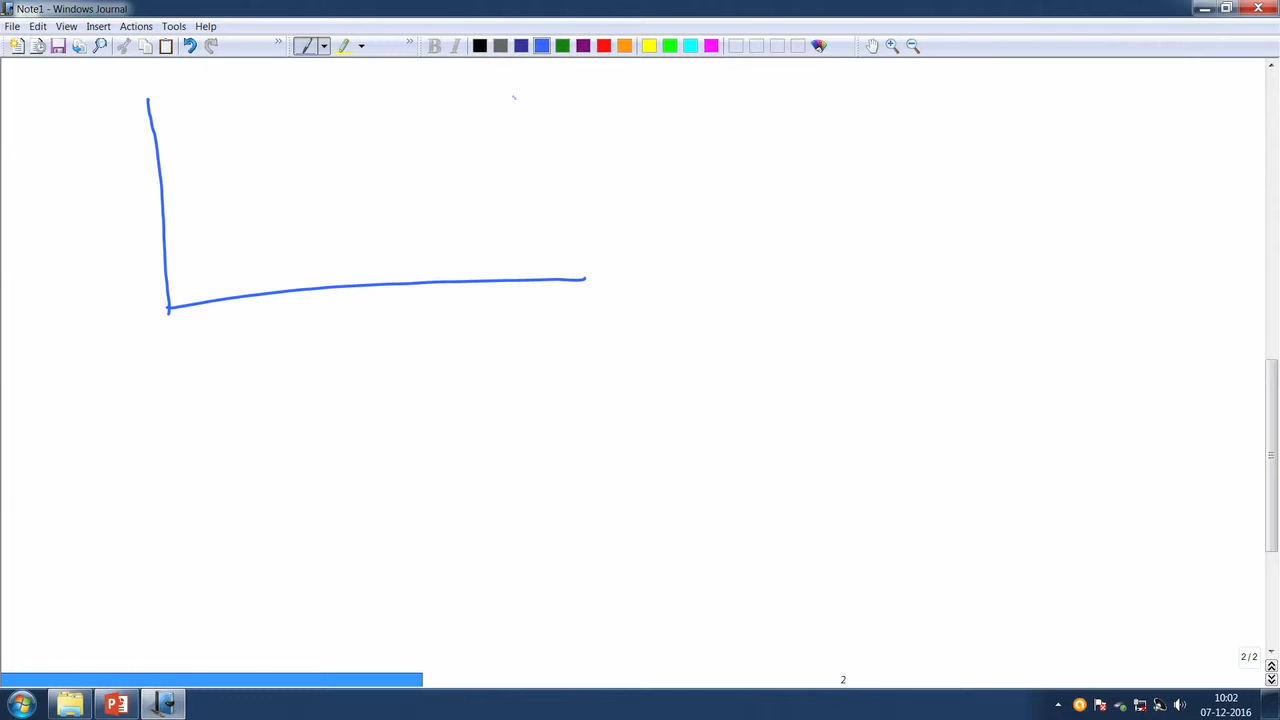 Note1 - Windows Journal
File Edit View Insert Actions Tools Help
B I
2/2
2
10:02
07-12-2016